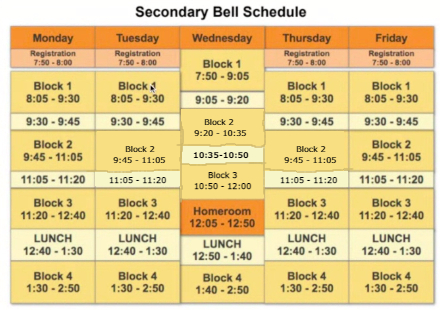 Secondary Bell Schedule
Monday Tuesday Wednesday Thursday Friday
Registration
7:50 - 8:00
Registration
7:50 - 8:00
Block 1
7:50 - 9:05
Registration
7:50 - 8:00
Registration
7:50 - 8:00
Block 1
8:05 - 9:30
Block 1
8:05 - 9:30
9:05 - 9:20
Block 1
8:05 - 9:30
Block 1
8:05 - 9:30
9:30 - 9:45
9:30 - 9:45
Block 2
9:20 - 10:35
9:30 - 9:45
9:30 - 9:45
Block 2
9:45 - 11:05
Block 2
9:45 - 11:05
10:35-10:50
Block 2
9:45 - 11:05
Block 2
9:45 - 11:05
11:05 - 11:20
11:05 - 11:20
Block 3
10:50 - 12:00
11:05 - 11:20
11:05 - 11:20
Block 3
11:20 - 12:40
Block 3
11:20 - 12:40
Homeroom
12:05 - 12:50
Block 3
11:20 - 12:40
Block 3
11:20 - 12:40
LUNCH
12:40 - 1:30
LUNCH
12:40 - 1:30
LUNCH
12:50 - 1:40
LUNCH
12:40 - 1:30
LUNCH
12:40 - 1:30
Block 4
1:30 - 2:50
Block 4
1:30 - 2:50
Block 4
1:40 - 2:50
Block 4
1:30 - 2:50
Block 4
1:30 - 2:50